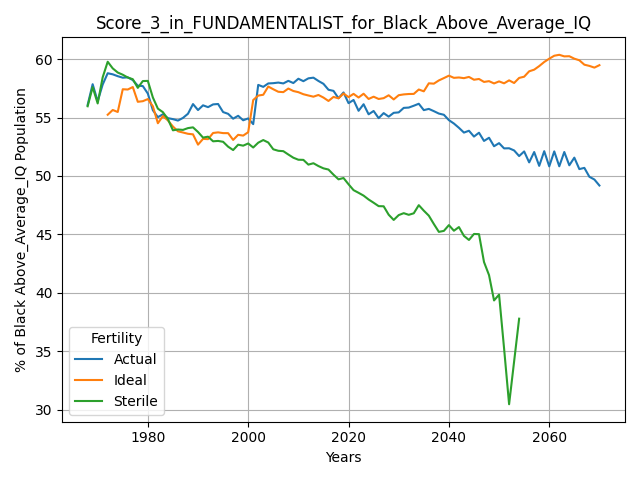 Score_3_in_FUNDAMENTALIST_for_Black_Above_Average_IQ
% of Black Above_Average_IQ Population
60
55
50
45
40
35
30
Fertility
Actual
Ideal
Sterile
1980
2000
2020
2040
2060
Years